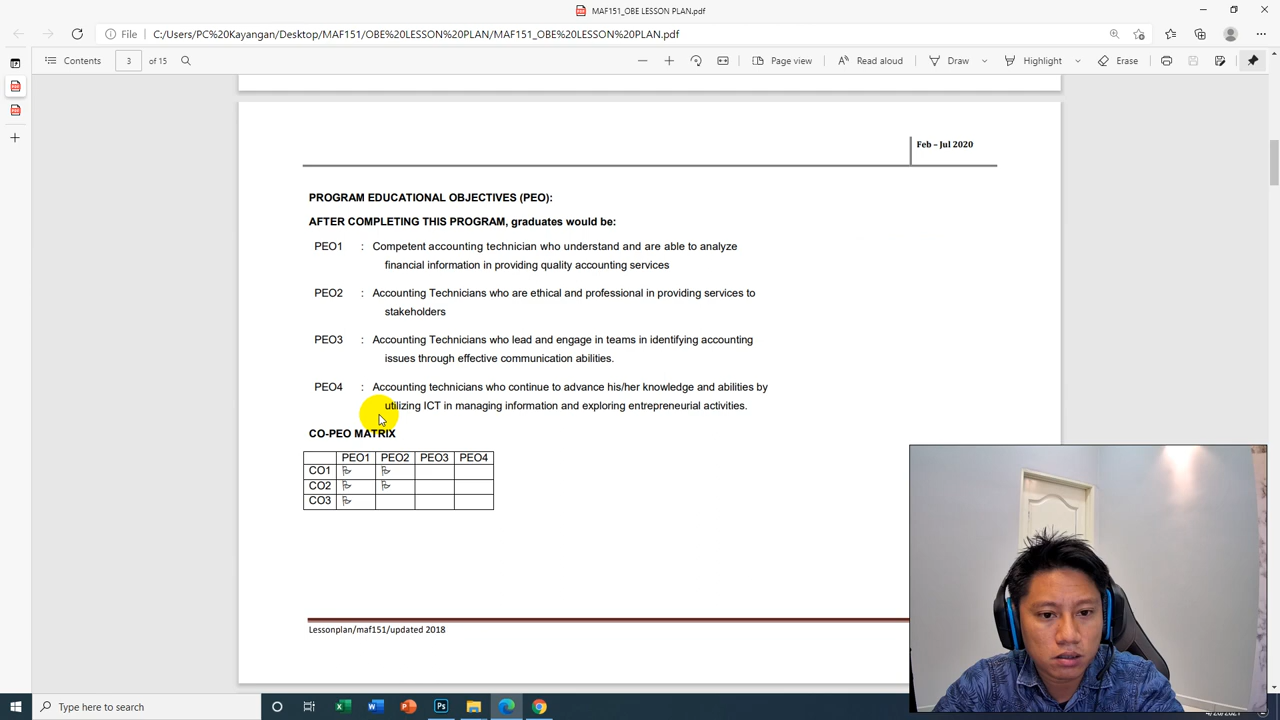 MAF151_OBE LESSON PLAN.pdf
File C:/Users/PC%20Kayangan/Desktop/MAF151/OBE%20LESSON%20PLAN/MAF151_OBE%20LESSON%20PLAN.pdf
Contents 3 of 15 Page view Read aloud Draw Highlight Erase
Feb – Jul 2020
PROGRAM EDUCATIONAL OBJECTIVES (PEO):
AFTER COMPLETING THIS PROGRAM, graduates would be:
PEO1 : Competent accounting technician who understand and are able to analyze
financial information in providing quality accounting services
PEO2 : Accounting Technicians who are ethical and professional in providing services to
stakeholders
PEO3 : Accounting Technicians who lead and engage in teams in identifying accounting
issues through effective communication abilities.
PEO4 : Accounting technicians who continue to advance his/her knowledge and abilities by
utilizing ICT in managing information and exploring entrepreneurial activities.
CO-PEO MATRIX
PEO1 PEO2 PEO3 PEO4
CO1
CO2
CO3
Lessonplan/maf151/updated 2018
Type here to search